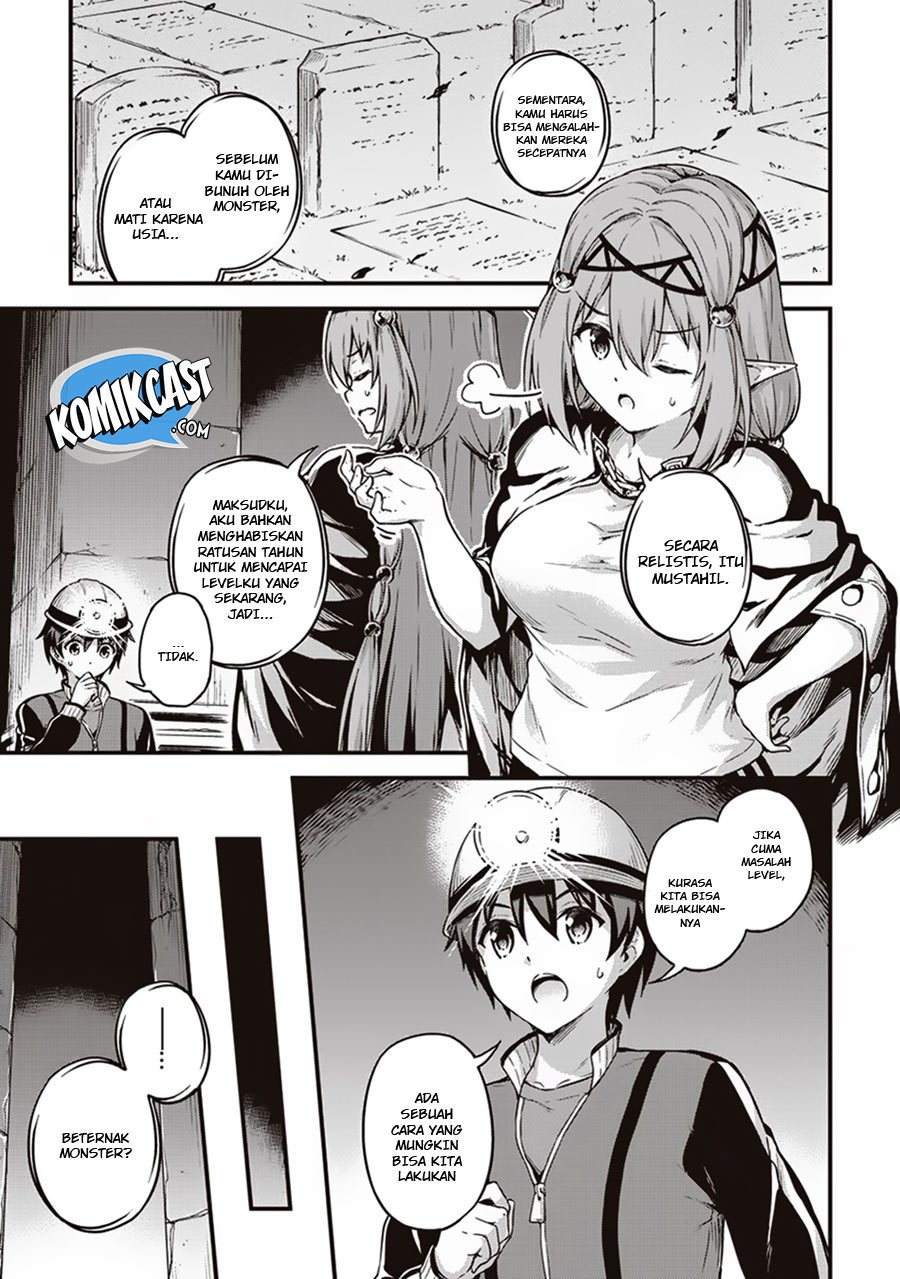 SEMENTARA,
KAMU HARUS
BISA MENGALAH-
KAN MEREKA
SECEPATNYA
SEBELUM
KAMU DI-
BUNUH OLEH
MONSTER,
ATAU
MATI KARENA
USIA...
SECARA
RELISTIS, ITU
MUSTAHIL.
MAKSUDKU,
AKU BAHKAN
MENGHABISKAN
RATUSAN TAHUN
UNTUK MENCAPAI
LEVELKU YANG
SEKARANG,
JADI...
...
TIDAK.
KOMIKCAST
.COM
JIKA
CUMA
MASALAH
LEVEL,
KURASA
KITA BISA
MELAKUKAN-
NYA
ADA
SEBUAH
CARA YANG
MUNGKIN
BISA KITA
LAKUKAN
......
BETERNAK
MONSTER?